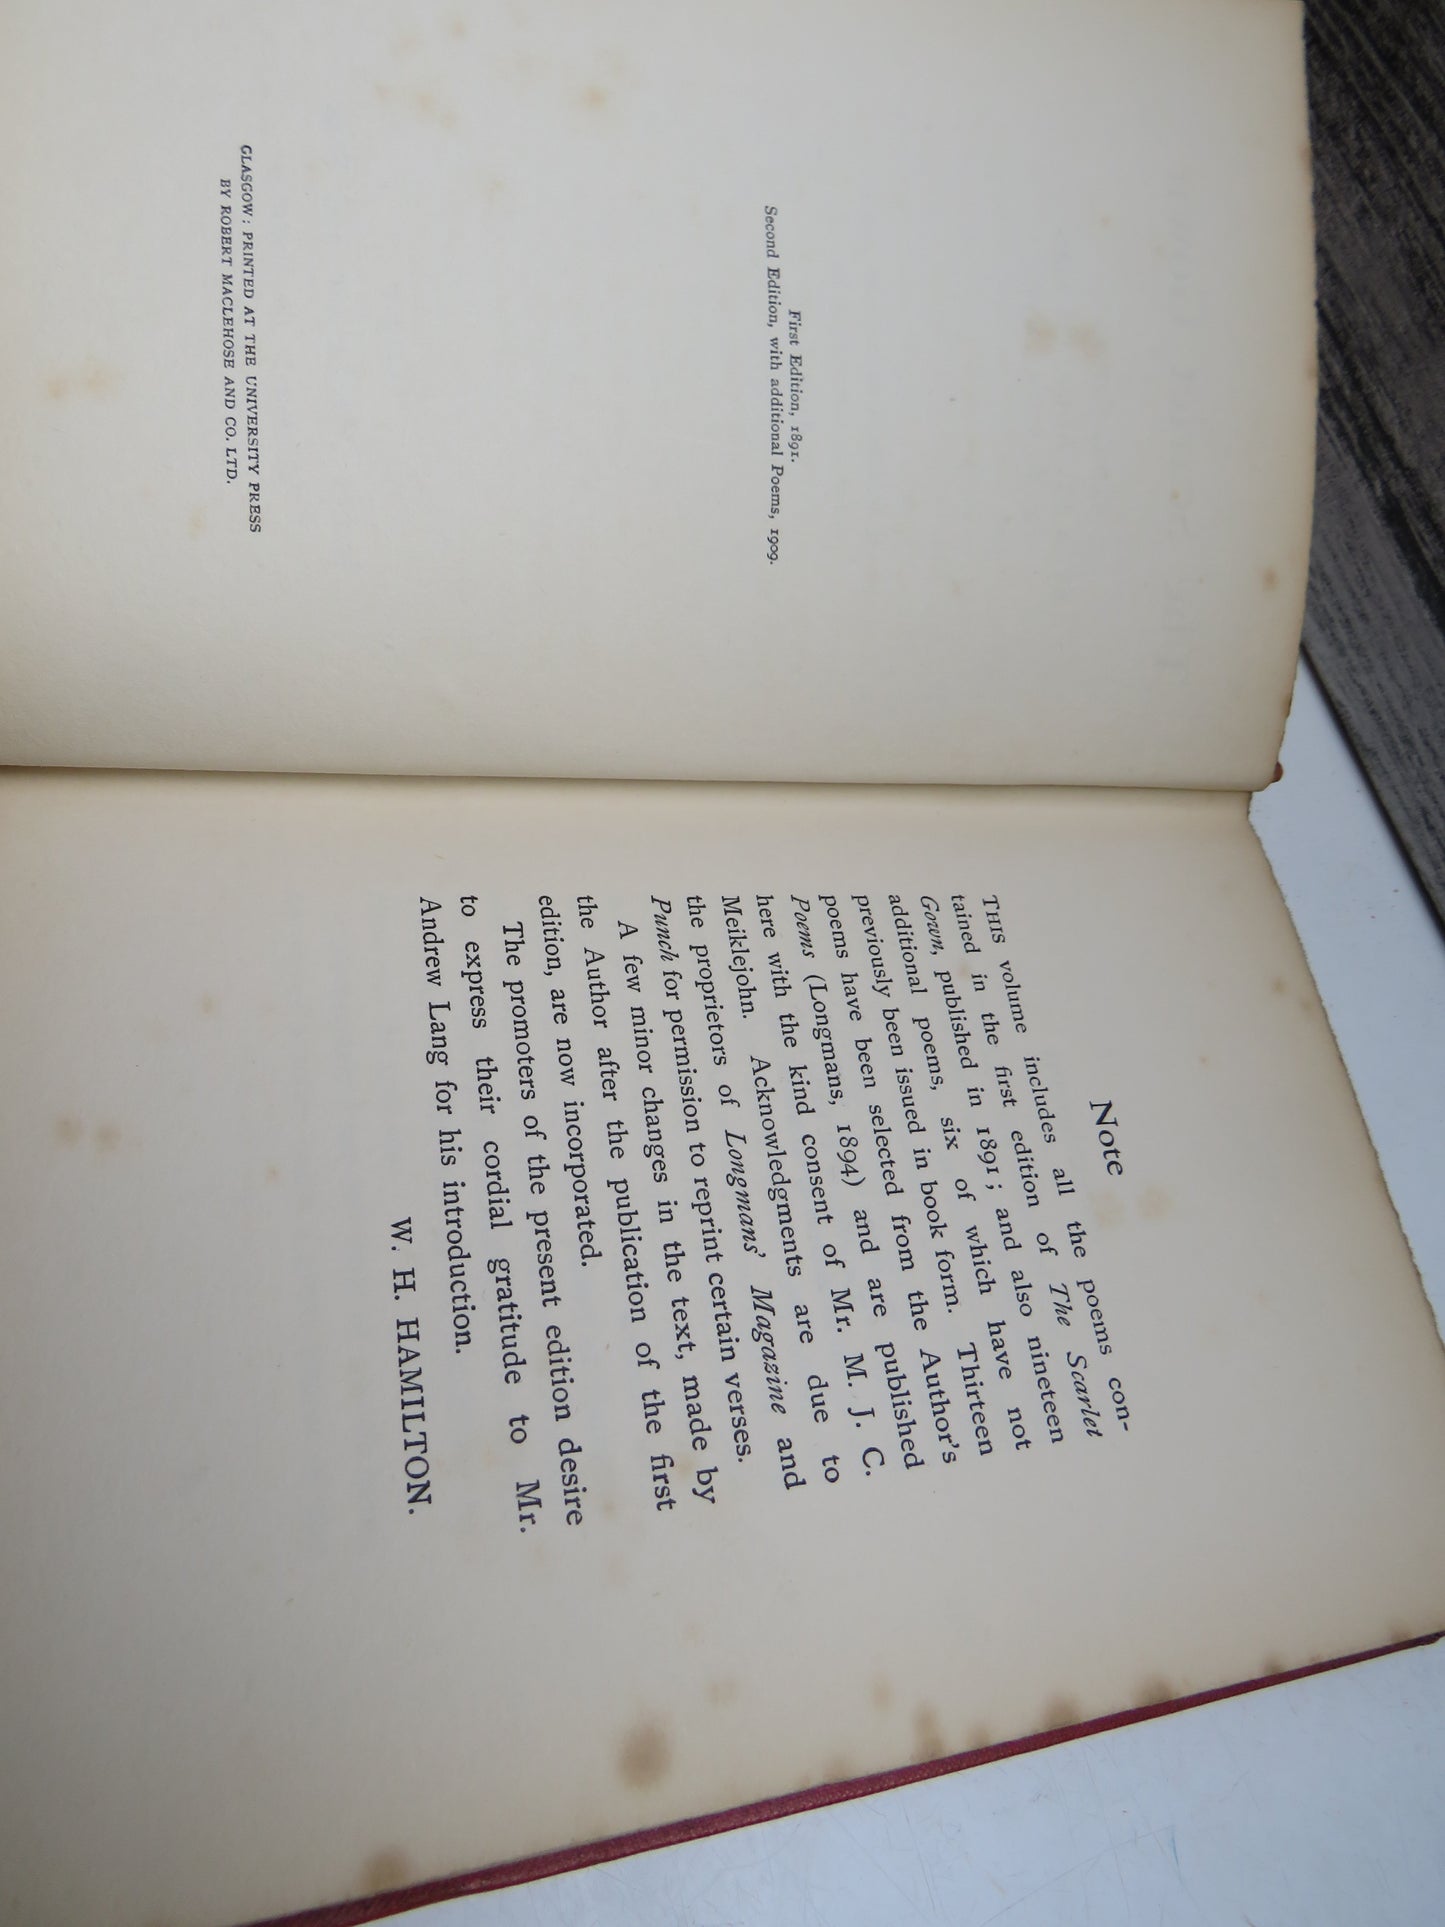 First Edition, 1891.
Second Edition, with additional Poems, 1909.
GLASGOW: PRINTED AT THE UNIVERSITY PRESS
BY ROBERT MACLEHOSE AND CO. LTD.
Note
THIS volume includes all the poems con-
tained in the first edition of The Scarlet
Gown, published in 1891; and also nineteen
additional poems, six of which have not
previously been issued in book form. Thirteen
poems have been selected from the Author's
Poems (Longmans, 1894) and are published
here with the kind consent of Mr. M. J. C.
Meiklejohn. Acknowledgments are due to
the proprietors of Longmans' Magazine and
Punch for permission to reprint certain verses.
A few minor changes in the text, made by
the Author after the publication of the first
edition, are now incorporated.
The promoters of the present edition desire
to express their cordial gratitude to Mr.
Andrew Lang for his introduction.
W. H. HAMILTON.